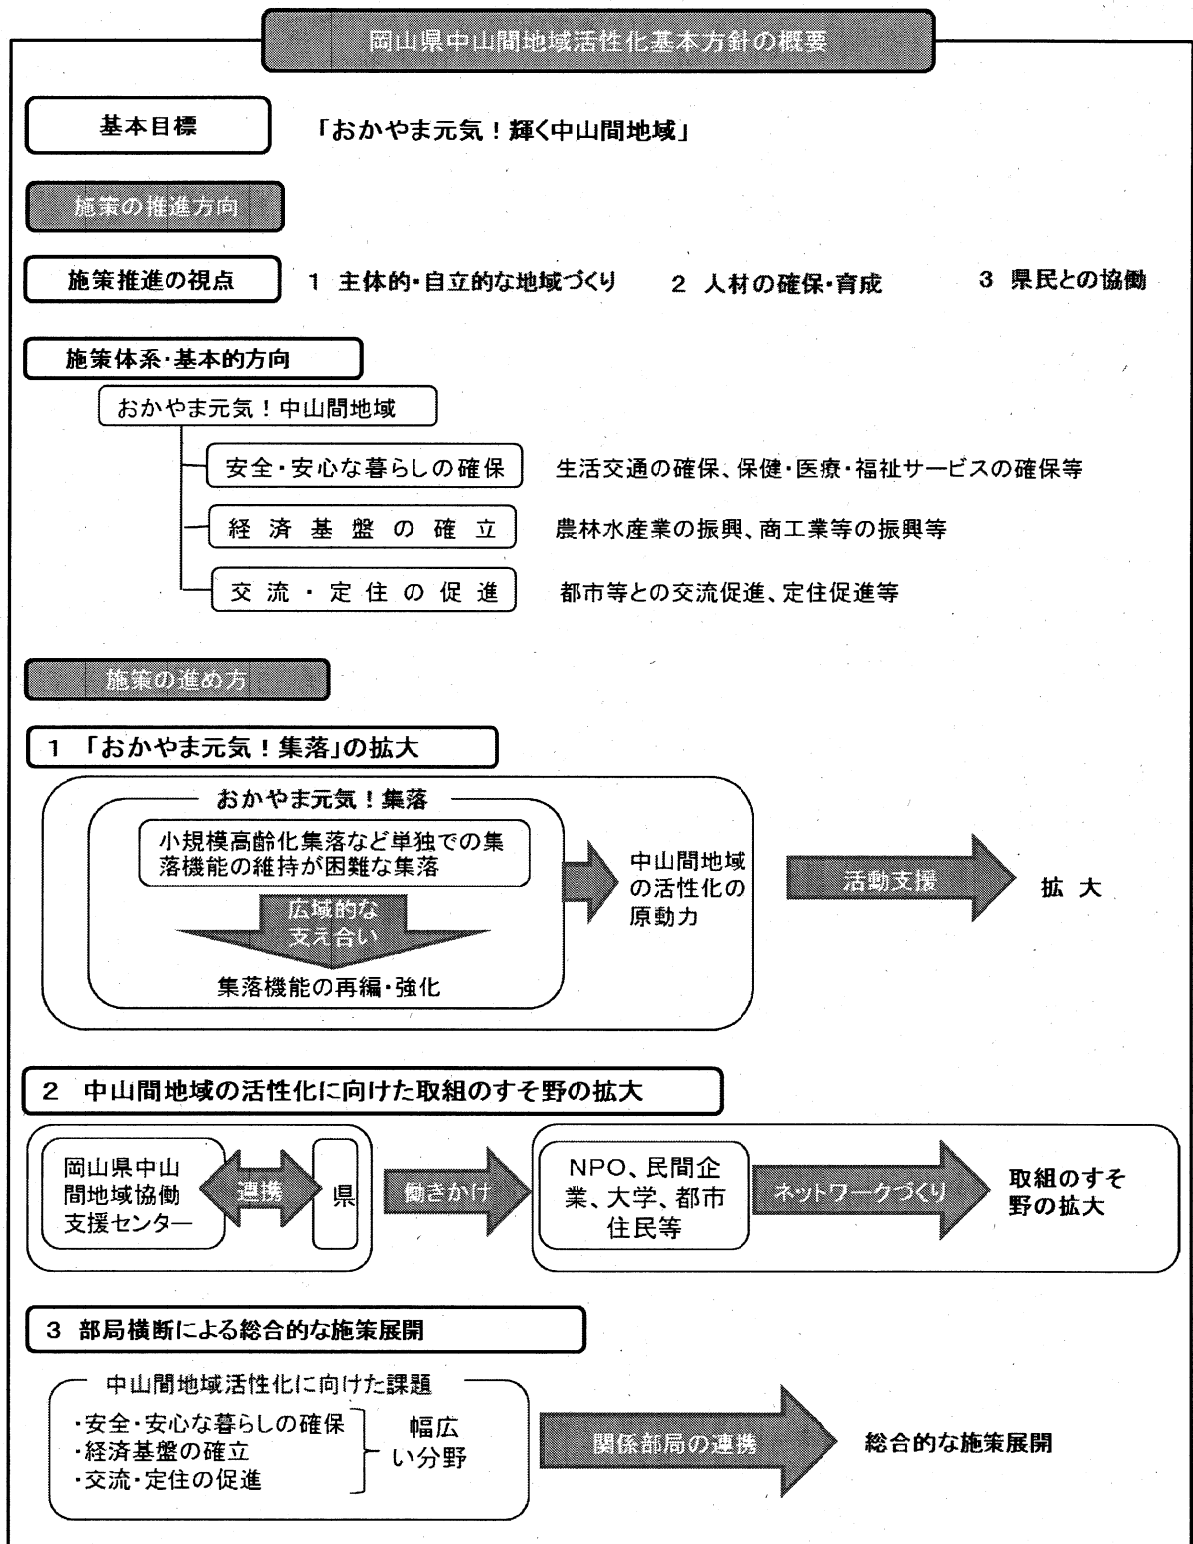 岡山県中山間地域活性化基本方針の概要
基本目標
「おかやま元気！輝く中山間地域」
施策の推進方向
施策推進の視点
1 主体的・自立的な地域づくり
2 人材の確保・育成
3 県民との協働
施策体系・基本的方向
おかやま元気！中山間地域
安全・安心な暮らしの確保
生活交通の確保、保健・医療・福祉サービスの確保等
経済基盤の確立
農林水産業の振興、商工業等の振興等
交流・定住の促進
都市等との交流促進、定住促進等
施策の進め方
1 「おかやま元気！集落」の拡大
おかやま元気！集落
小規模高齢化集落など単独での集
落機能の維持が困難な集落
広域的な
支え合い
集落機能の再編・強化
中山間地域
の活性化の
原動力
活動支援
拡 大
2 中山間地域の活性化に向けた取組のすそ野の拡大
岡山県中山
間地域協働
支援センター
連携
県
働きかけ
NPO、民間企
業、大学、都市
住民等
ネットワークづくり
取組のすそ
野の拡大
3 部局横断による総合的な施策展開
中山間地域活性化に向けた課題
・安全・安心な暮らしの確保
・経済基盤の確立
・交流・定住の促進
幅広
い分野
関係部局の連携
総合的な施策展開